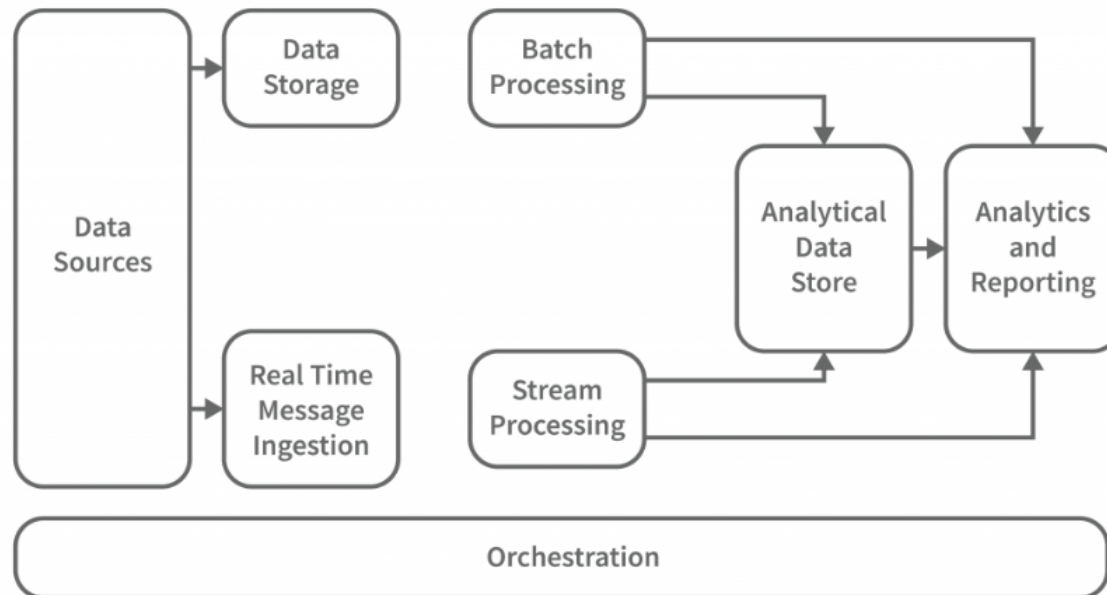 Data
Sources
Data
Storage
Real Time
Message
Ingestion
Batch
Processing
Stream
Processing
Analytical
Data
Store
Analytics
and
Reporting
Orchestration